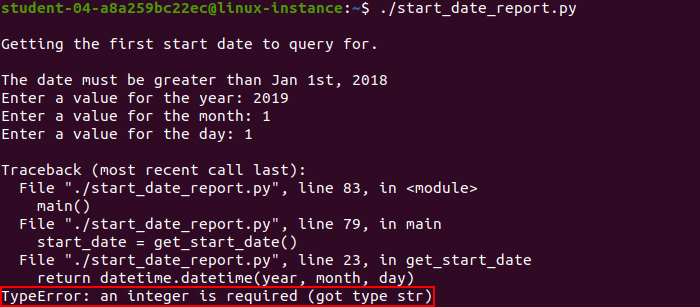 student-04-a8a259bc22ec@linux-instance:~$ ./start_date_report.py
Getting the first start date to query for.
The date must be greater than Jan 1st, 2018
Enter a value for the year: 2019
Enter a value for the month: 1
Enter a value for the day: 1
Traceback (most recent call last):
  File "./start_date_report.py", line 83, in <module>
    main()
  File "./start_date_report.py", line 79, in main
    start_date = get_start_date()
  File "./start_date_report.py", line 23, in get_start_date
    return datetime.datetime(year, month, day)
TypeError: an integer is required (got type str)